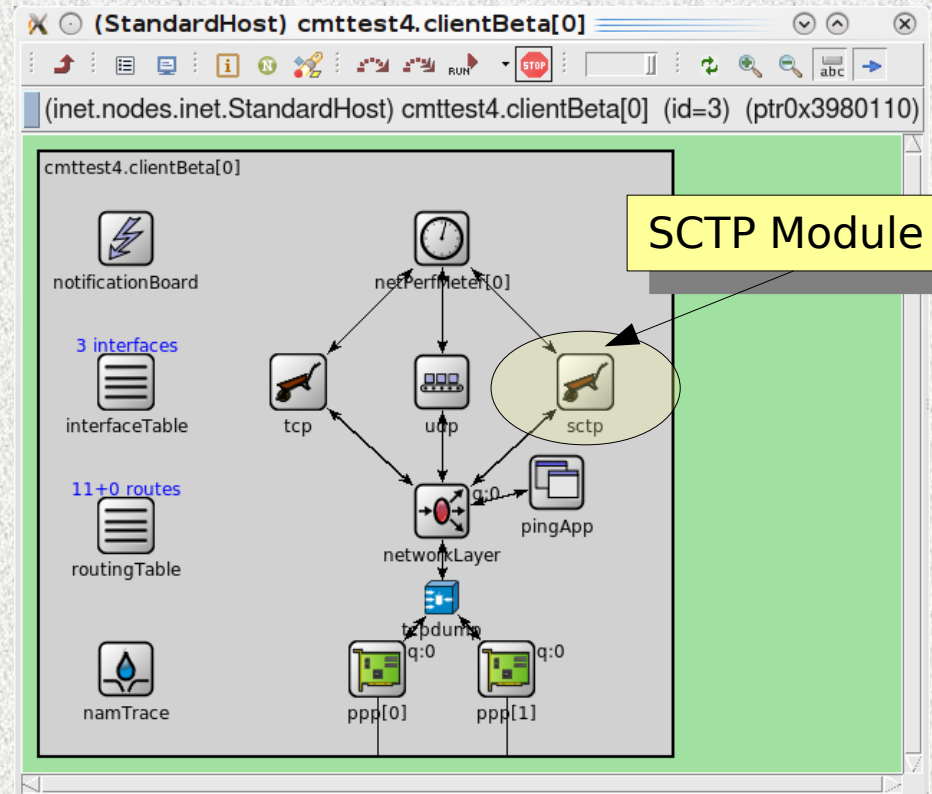 (StandardHost) cmttest4.clientBeta[0]
RUN
STOP
abc
(inet.nodes.inet.StandardHost) cmttest4.clientBeta[0] (id=3) (ptr0x3980110)
cmttest4.clientBeta[0]
SCTP Module
notificationBoard
netPerfMeter[0]
3 interfaces
interfaceTable
tcp
udp
sctp
11+0 routes
q:0
pingApp
routingTable
networkLayer
tcpdump
q:0
q:0
namTrace
ppp[0]
ppp[1]